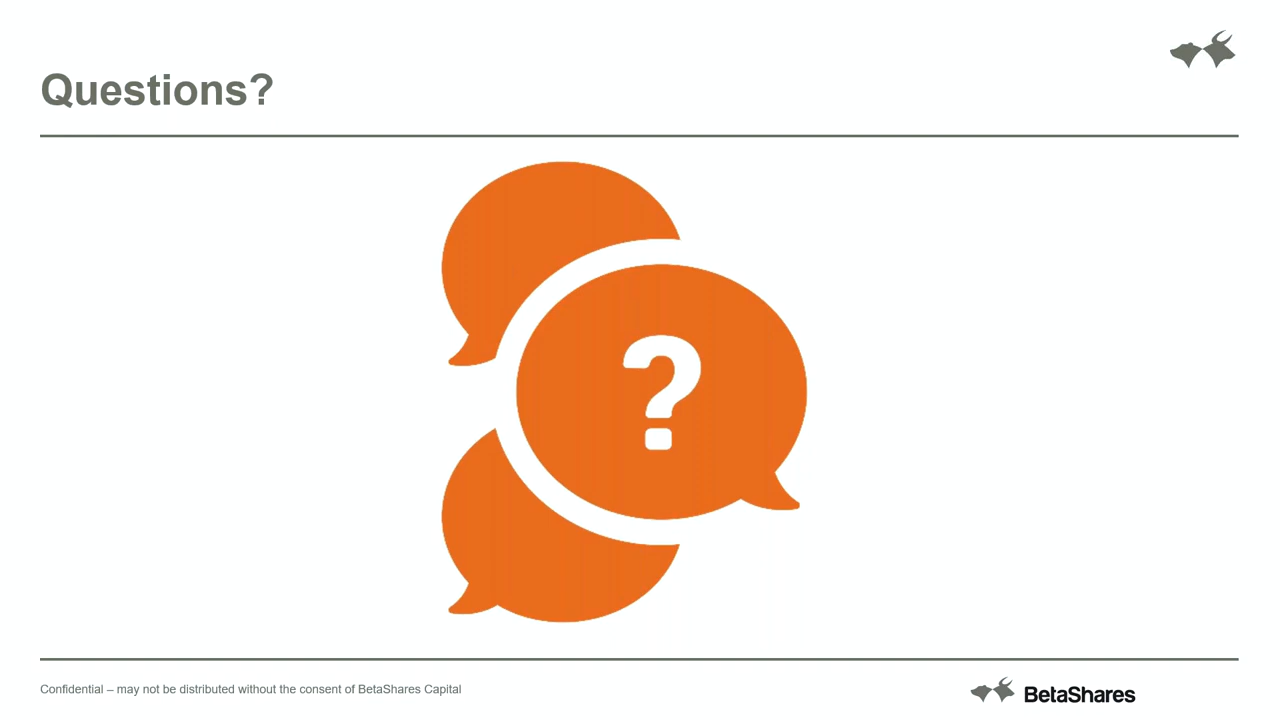 Questions?
?
Confidential – may not be distributed without the consent of BetaShares Capital
BetaShares